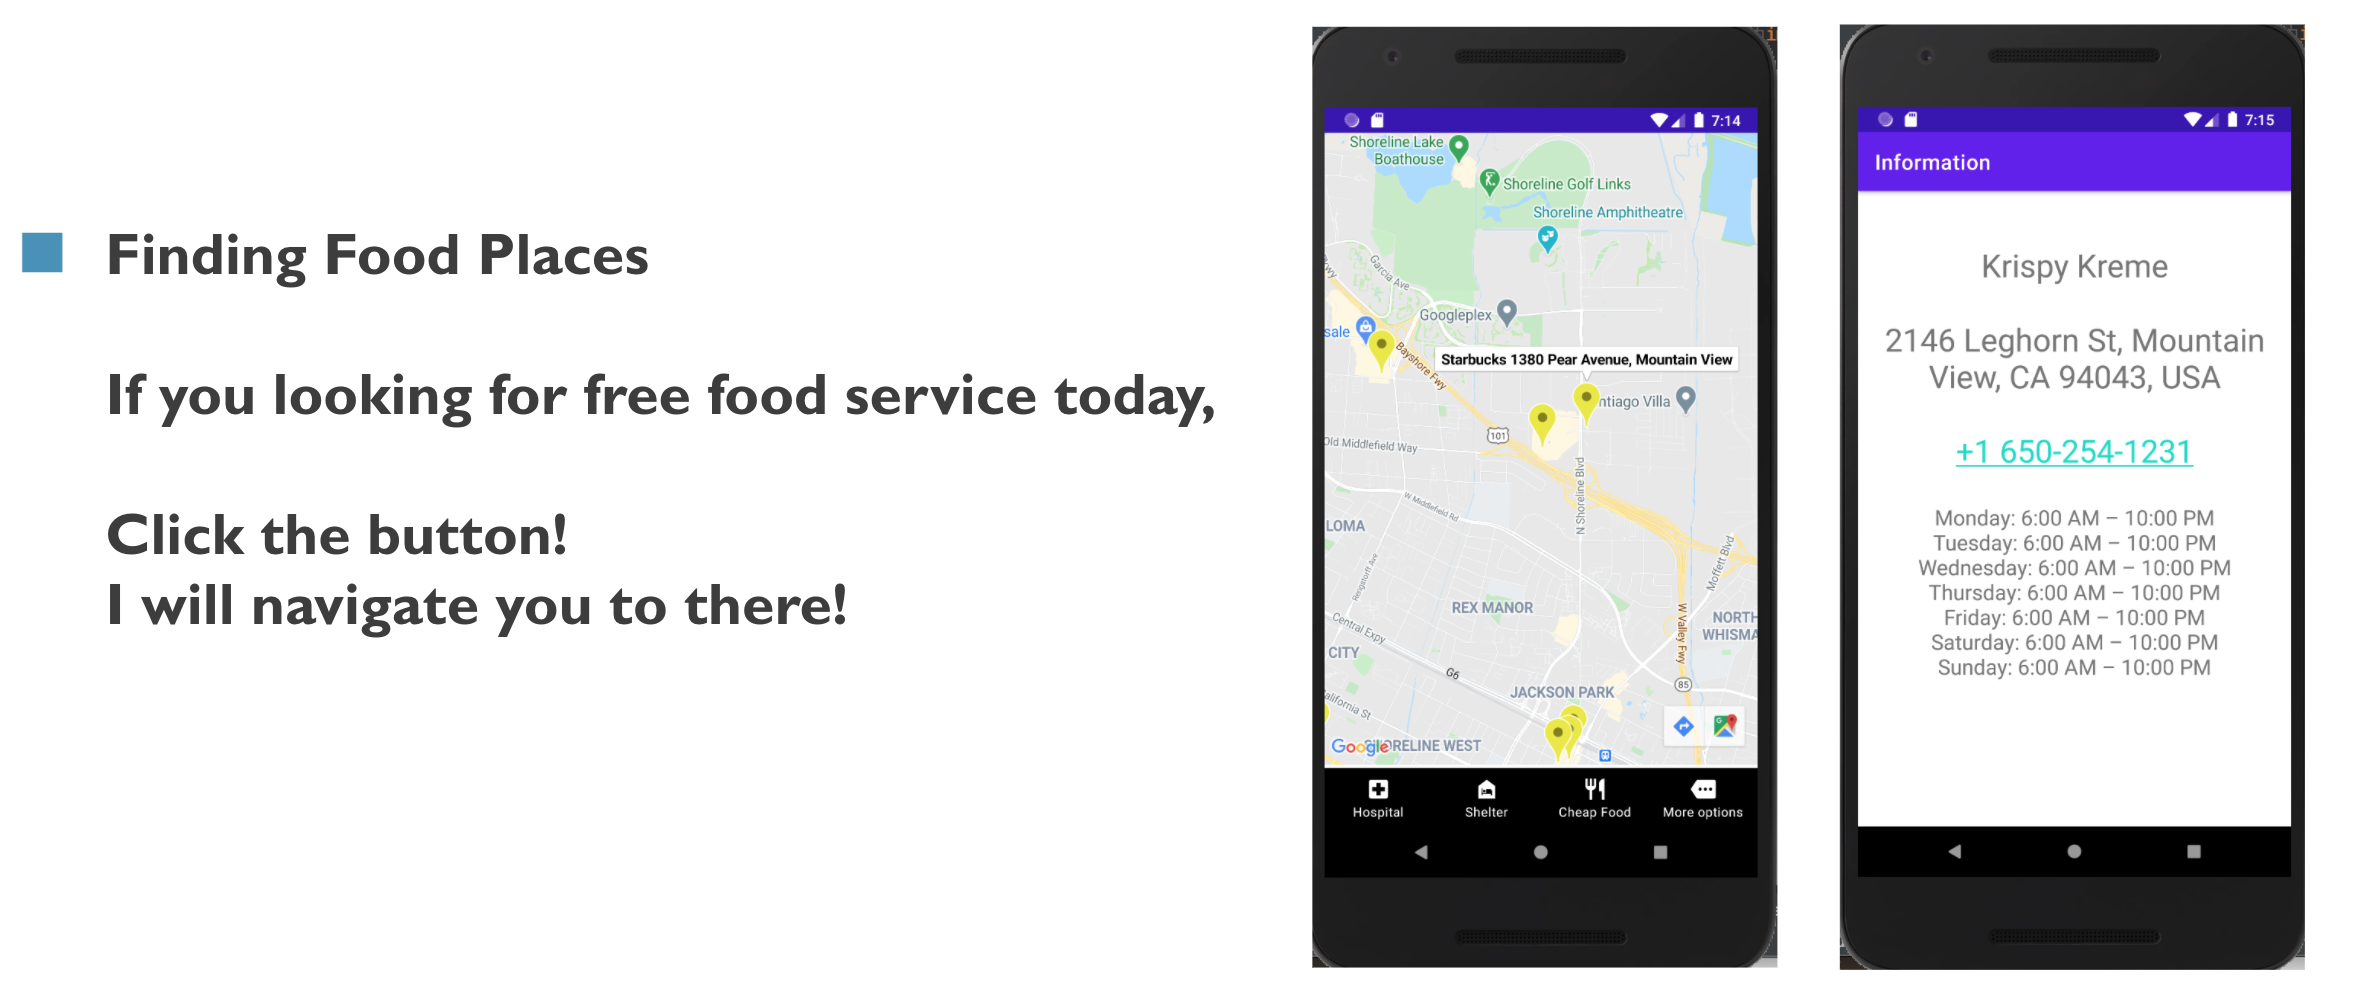 Finding Food Places
If you looking for free food service today,
Click the button!
I will navigate you to there!
7:14
Shoreline Lake
Boathouse
Shoreline Golf Links
Shoreline Amphitheatre
Garcia Ave
Googleplex
sale
Bayshore Fwy
Starbucks 1380 Pear Avenue, Mountain View
ntiago Villa
101
Old Middlefield Way
N Shoreline Blvd
W Middlefield Rd
LOMA
Moffett Blvd
Rengstorff Ave
REX MANOR
NORTH
WHISMA
Central Expy
W Valley Fwy
CITY
G6
85
JACKSON PARK
alifornia St
Google
ORELINE WEST
Hospital
Shelter
Cheap Food
More options
7:15
Information
Krispy Kreme
2146 Leghorn St, Mountain
View, CA 94043, USA
+1 650-254-1231
Monday: 6:00 AM – 10:00 PM
Tuesday: 6:00 AM – 10:00 PM
Wednesday: 6:00 AM – 10:00 PM
Thursday: 6:00 AM – 10:00 PM
Friday: 6:00 AM – 10:00 PM
Saturday: 6:00 AM – 10:00 PM
Sunday: 6:00 AM – 10:00 PM